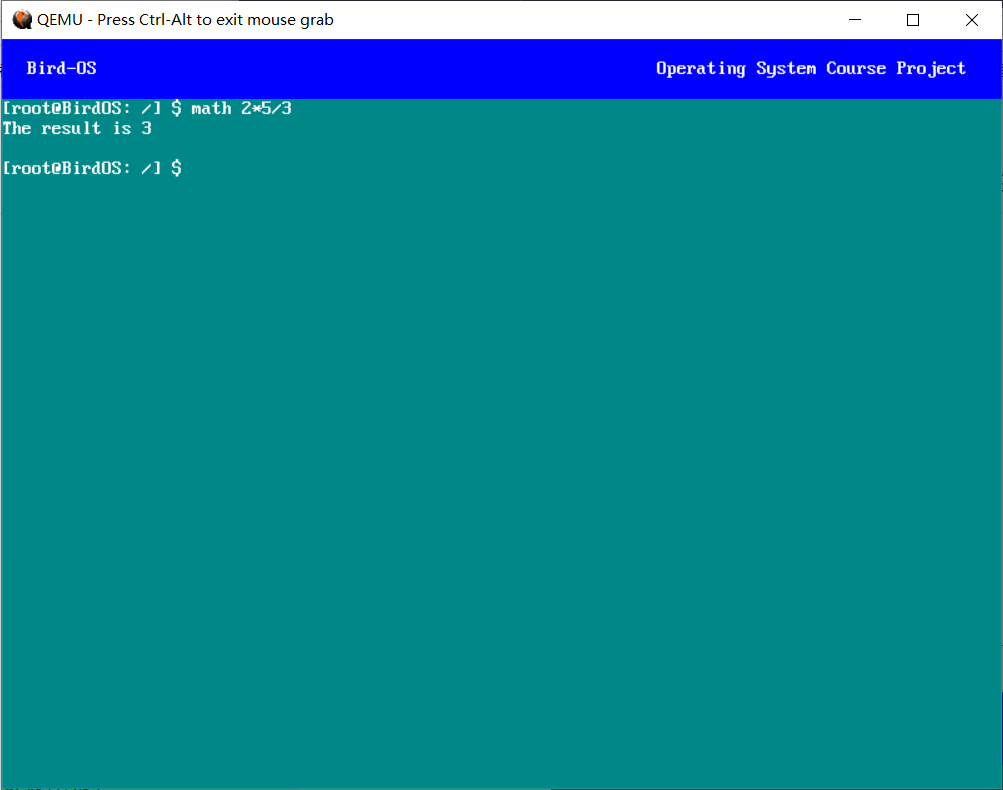 QEMU - Press Ctrl-Alt to exit mouse grab
Bird-OS
Operating System Course Project
[root@BirdOS: /] $ math 2*5/3
The result is 3
[root@BirdOS: /] $